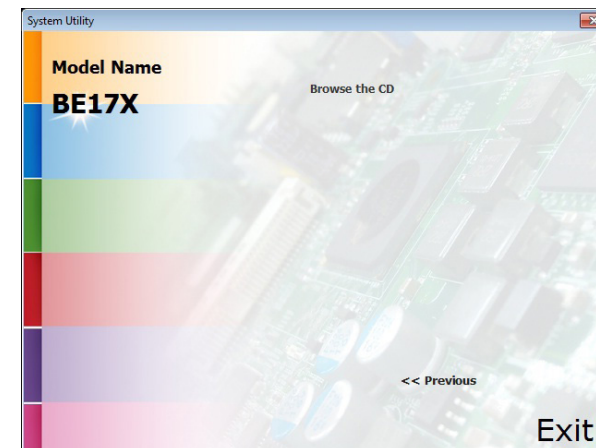 System Utility
Model Name
Browse the CD
BE17X
<< Previous
Exit